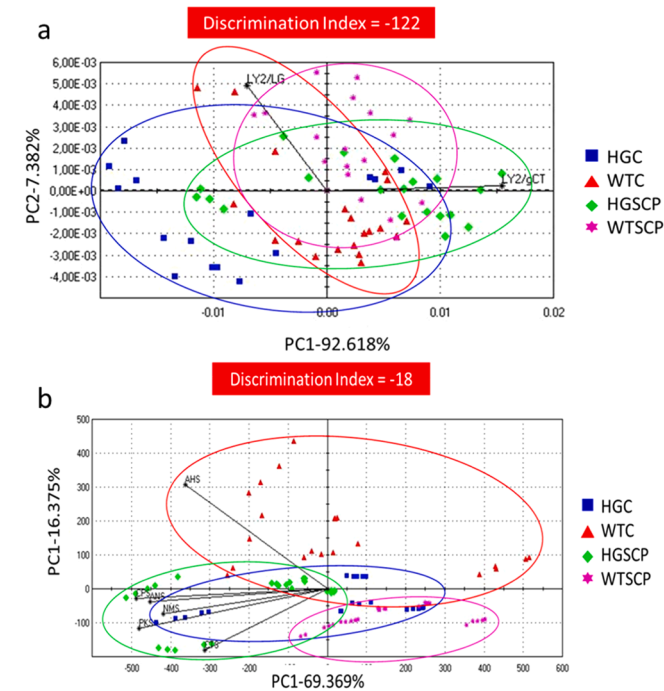 Discrimination Index = -122
a
6,00E-03
5,00E-03
4,00E-03
3,00E-03
2,00E-03
1,00E-03
0,00E+00
-1,00E-03
-2,00E-03
-3,00E-03
-4,00E-03
PC2-7.382%
LY2/LG
LY2/gCT
-0.01 0.00 0.01 0.02
PC1-92.618%
HGC
WTC
HGSCP
WTSCP
Discrimination Index = -18
b
500
400
300
200
100
0
-100
PC1-16.375%
AHS
ANS
NMS
PKS
-500 -400 -300 -200 -100 0 100 200 300 400 500 600
PC1-69.369%
HGC
WTC
HGSCP
WTSCP